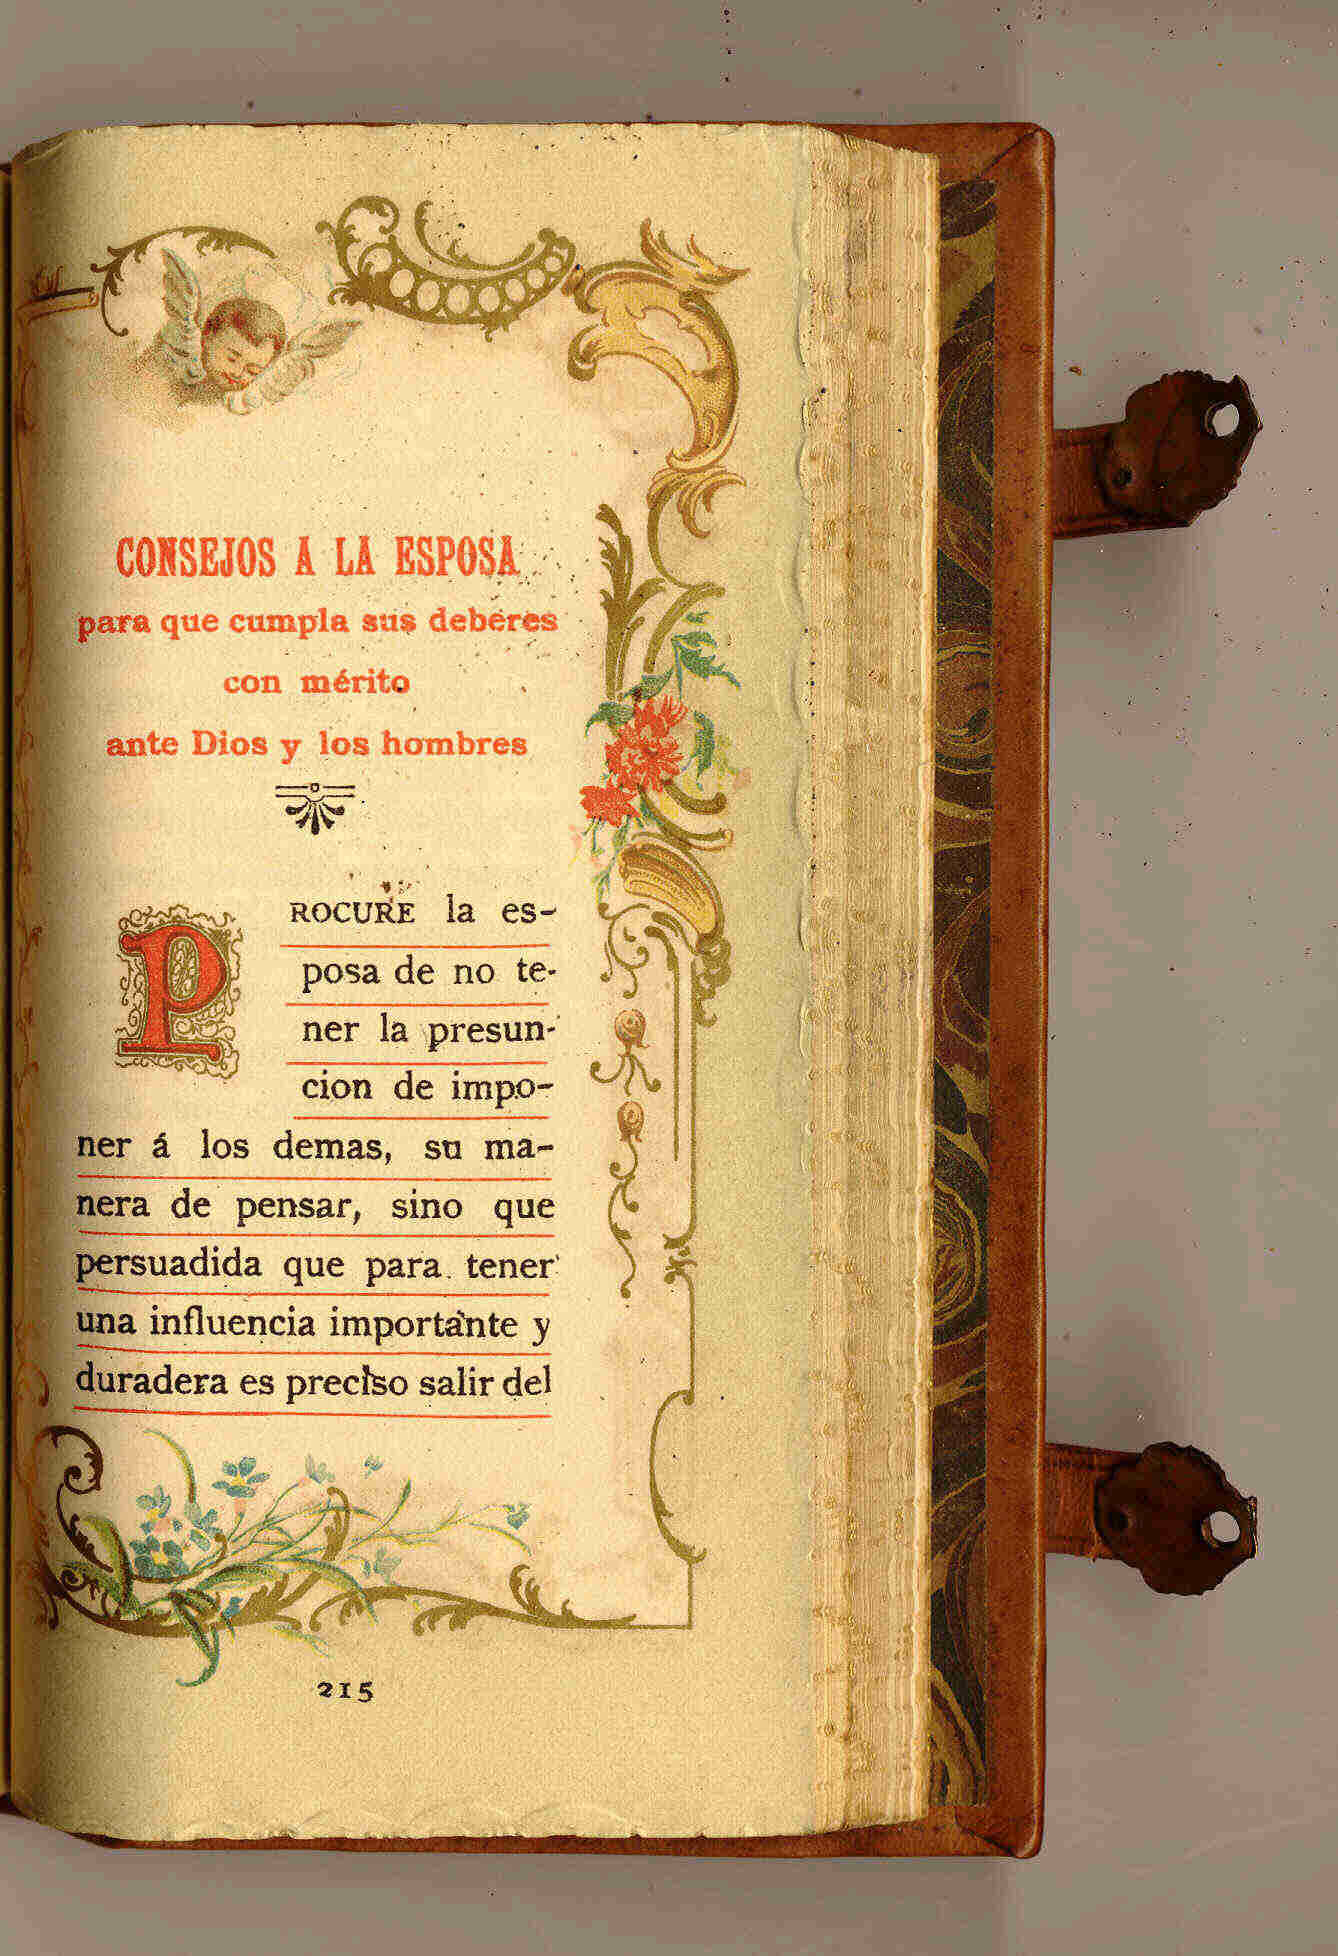 CONSEJOS A LA ESPOSA
para que cumpla sus deberes
con mérito
ante Dios y los hombres
PROCURE la es-
posa de no te-
ner la presun-
cion de impo-
ner á los demas, su ma-
nera de pensar, sino que
persuadida que para tener
una influencia importante y
duradera es preciso salir del
215